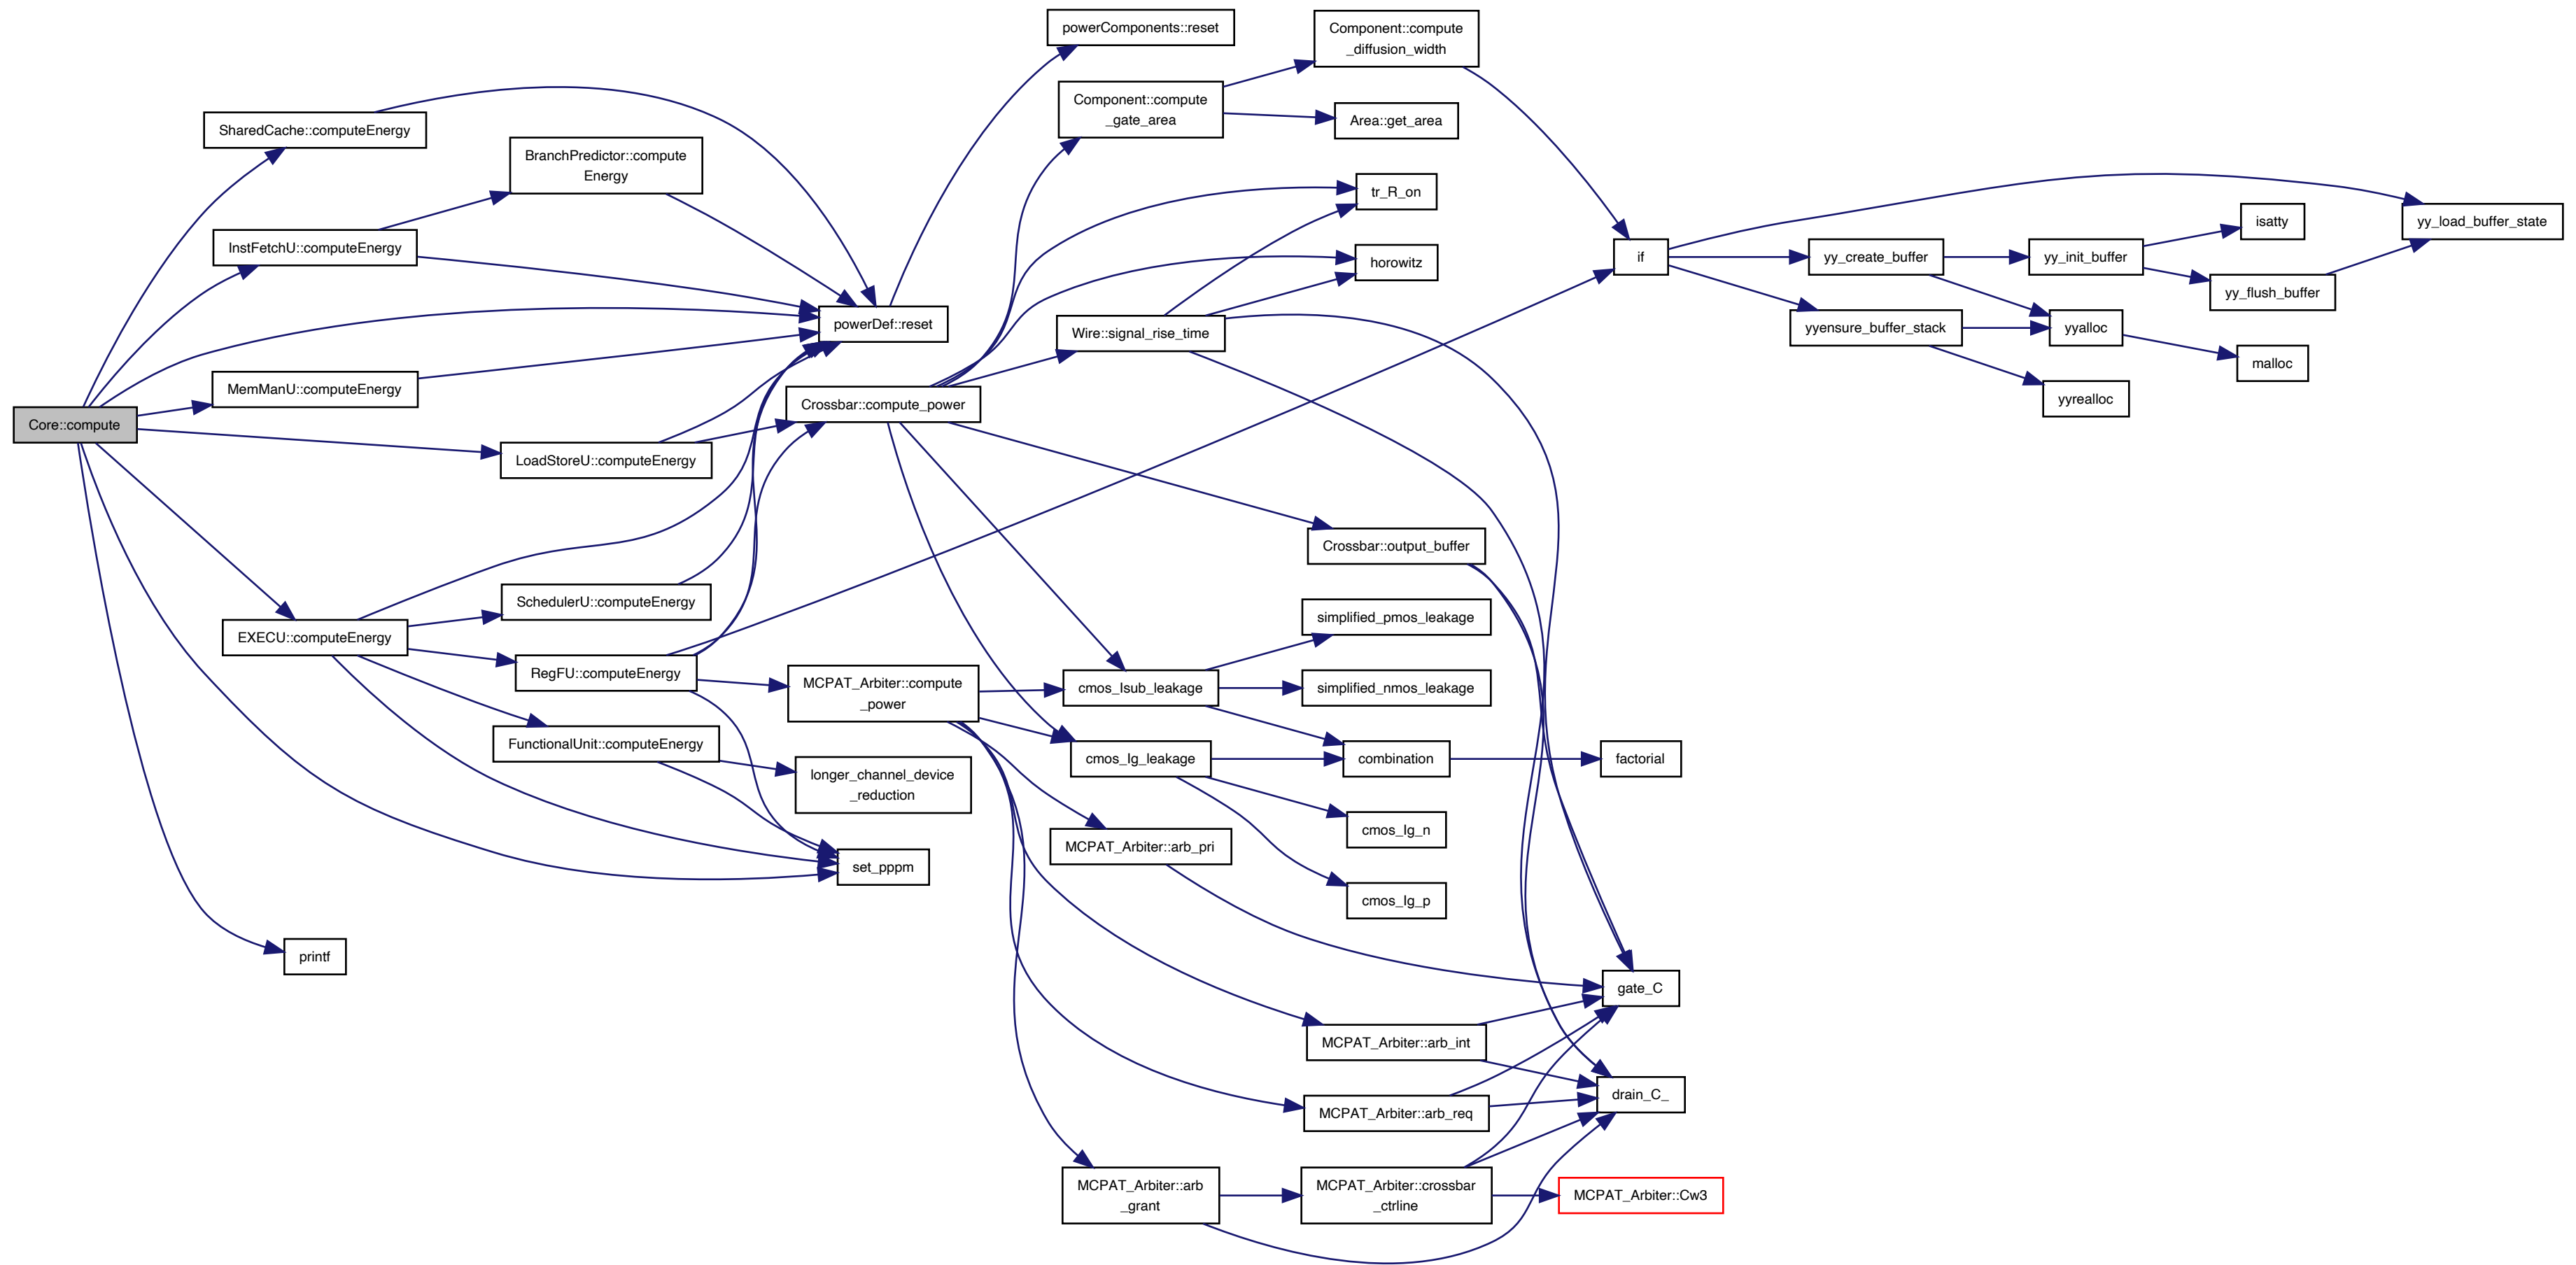 Core::compute
SharedCache::computeEnergy
InstFetchU::computeEnergy
MemManU::computeEnergy
EXECU::computeEnergy
printf
BranchPredictor::compute
Energy
LoadStoreU::computeEnergy
SchedulerU::computeEnergy
RegFU::computeEnergy
FunctionalUnit::computeEnergy
powerDef::reset
Crossbar::compute_power
MCPAT_Arbiter::compute
_power
longer_channel_device
_reduction
set_pppm
powerComponents::reset
Component::compute
_gate_area
Wire::signal_rise_time
cmos_Isub_leakage
cmos_Ig_leakage
MCPAT_Arbiter::arb_pri
MCPAT_Arbiter::arb
_grant
Component::compute
_diffusion_width
Area::get_area
tr_R_on
horowitz
Crossbar::output_buffer
simplified_pmos_leakage
simplified_nmos_leakage
combination
cmos_Ig_n
cmos_Ig_p
MCPAT_Arbiter::arb_int
MCPAT_Arbiter::arb_req
MCPAT_Arbiter::crossbar
_ctrline
if
factorial
gate_C
drain_C_
MCPAT_Arbiter::Cw3
yy_create_buffer
yyensure_buffer_stack
yy_init_buffer
yyalloc
yyrealloc
isatty
yy_flush_buffer
malloc
yy_load_buffer_state